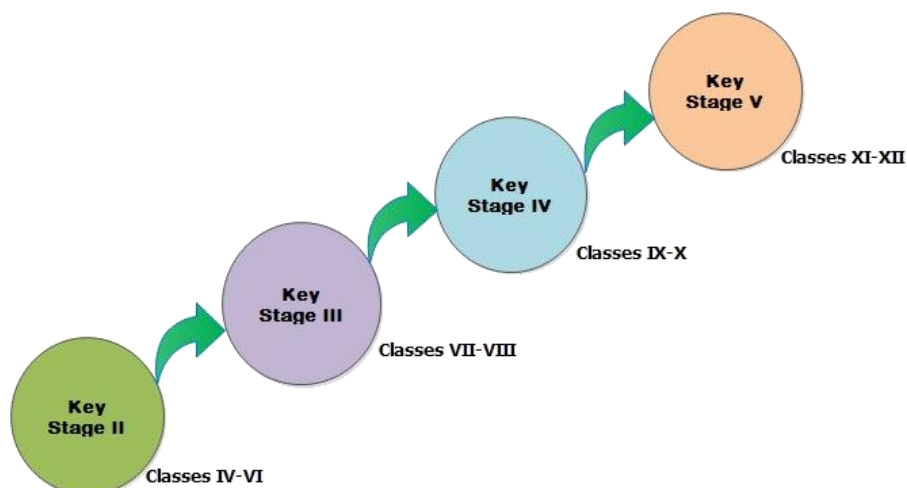 Key
Stage V
Classes XI-XII
Key
Stage IV
Classes IX-X
Key
Stage III
Classes VII-VIII
Key
Stage II
Classes IV-VI